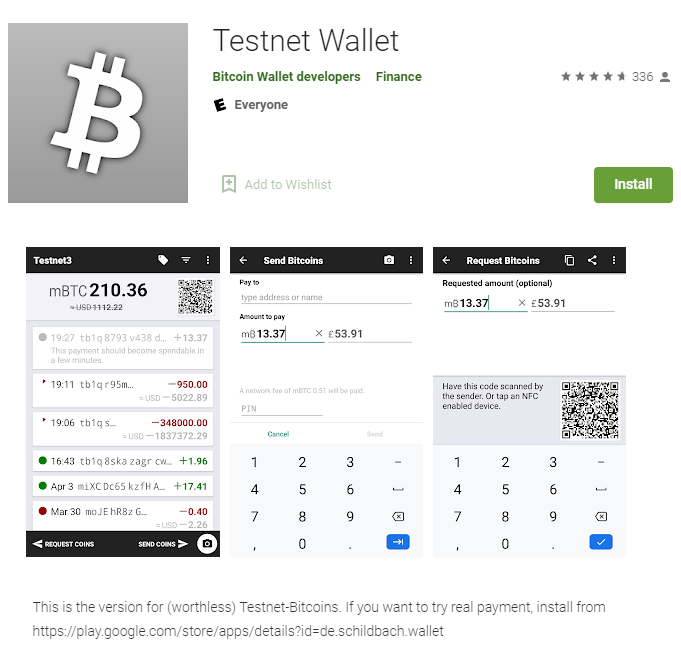 Testnet Wallet
Bitcoin Wallet developers Finance
336
E Everyone
Add to Wishlist
Install
Testnet3
mBTC 210.36
≈ USD 1112.22
19:27 tb1q 8793 v438 d... +13.37
This payment should become spendable in
a few minutes.
19:11 tb1q r95m... −950.00
≈ USD −5022.89
19:06 tb1q s... −348000.00
≈ USD −1837372.29
16:43 tb1q 8ska zagr cw... +1.96
Apr 3 miXC Dc65 kzfH A... +17.41
Mar 30 moJE hR8z G... −0.40
≈ USD −2.26
REQUEST COINS SEND COINS
Send Bitcoins
Pay to
type address or name
Amount to pay
mB 13.37 × £ 53.91
A network fee of mBTC 0.51 will be paid.
PIN
Cancel Send
1 2 3 –
4 5 6
7 8 9
, 0 .
Request Bitcoins
Requested amount (optional)
mB 13.37 × £ 53.91
Have this code scanned by
the sender. Or tap an NFC
enabled device.
1 2 3 –
4 5 6
7 8 9
, 0 .
This is the version for (worthless) Testnet-Bitcoins. If you want to try real payment, install from
https://play.google.com/store/apps/details?id=de.schildbach.wallet